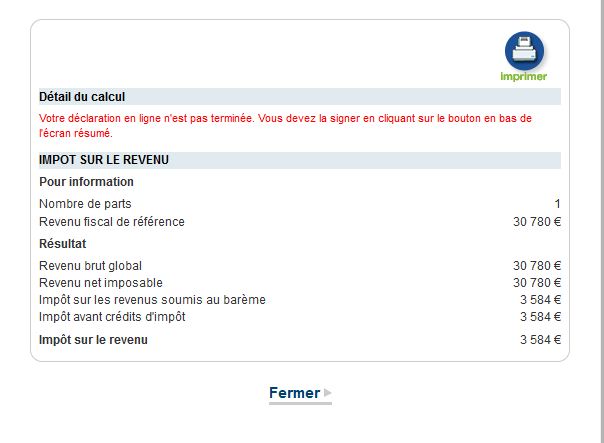 imprimer
Détail du calcul
Votre déclaration en ligne n'est pas terminée. Vous devez la signer en cliquant sur le bouton en bas de
l'écran résumé.
IMPOT SUR LE REVENU
Pour information
Nombre de parts 1
Revenu fiscal de référence 30 780 €
Résultat
Revenu brut global 30 780 €
Revenu net imposable 30 780 €
Impôt sur les revenus soumis au barème 3 584 €
Impôt avant crédits d'impôt 3 584 €
Impôt sur le revenu 3 584 €
Fermer